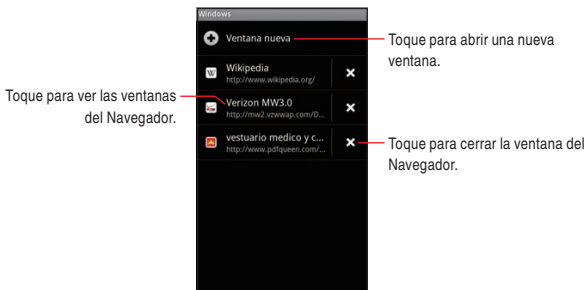 Windows
Ventana nueva
Toque para abrir una nueva
ventana.
Wikipedia
http://www.wikipedia.org/
Toque para ver las ventanas
del Navegador.
Verizon MW3.0
http://mw2.vzwwap.com/D...
vestuario medico y c...
http://www.pdfqueen.com/...
Toque para cerrar la ventana del
Navegador.